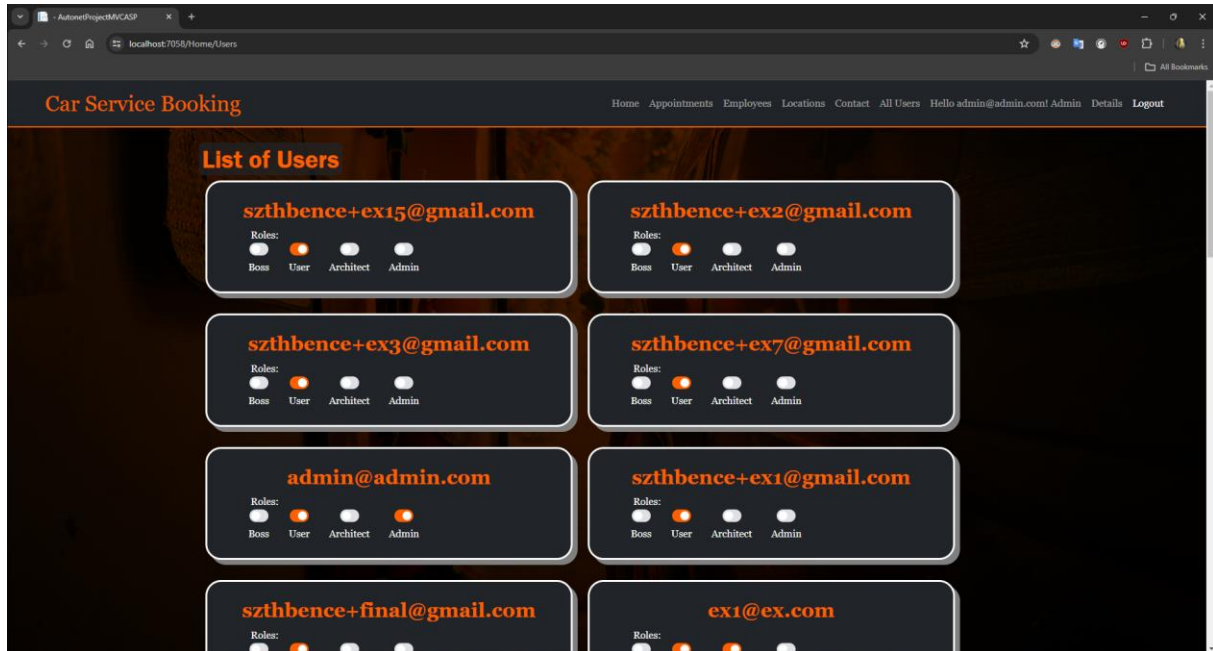 - AutonetProjectMVCASP
localhost:7058/Home/Users
All Bookmarks
Car Service Booking
Home Appointments Employees Locations Contact All Users Hello admin@admin.com! Admin Details Logout
List of Users
szthbence+ex15@gmail.com
Roles:
Boss User Architect Admin
szthbence+ex2@gmail.com
Roles:
Boss User Architect Admin
szthbence+ex3@gmail.com
Roles:
Boss User Architect Admin
szthbence+ex7@gmail.com
Roles:
Boss User Architect Admin
admin@admin.com
Roles:
Boss User Architect Admin
szthbence+ex1@gmail.com
Roles:
Boss User Architect Admin
szthbence+final@gmail.com
Roles:
ex1@ex.com
Roles: